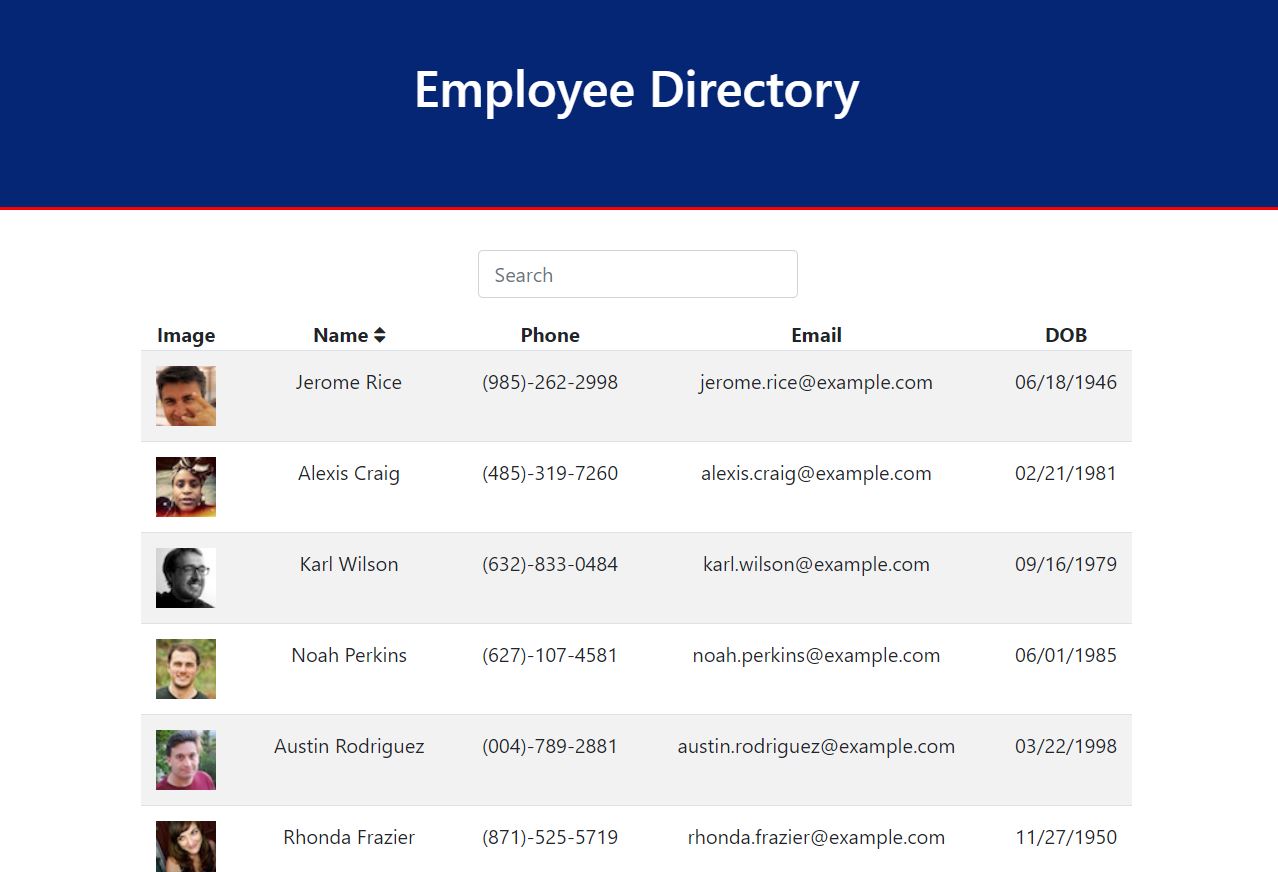 Employee Directory
Search
Image Name Phone Email DOB
Jerome Rice (985)-262-2998 jerome.rice@example.com 06/18/1946
Alexis Craig (485)-319-7260 alexis.craig@example.com 02/21/1981
Karl Wilson (632)-833-0484 karl.wilson@example.com 09/16/1979
Noah Perkins (627)-107-4581 noah.perkins@example.com 06/01/1985
Austin Rodriguez (004)-789-2881 austin.rodriguez@example.com 03/22/1998
Rhonda Frazier (871)-525-5719 rhonda.frazier@example.com 11/27/1950